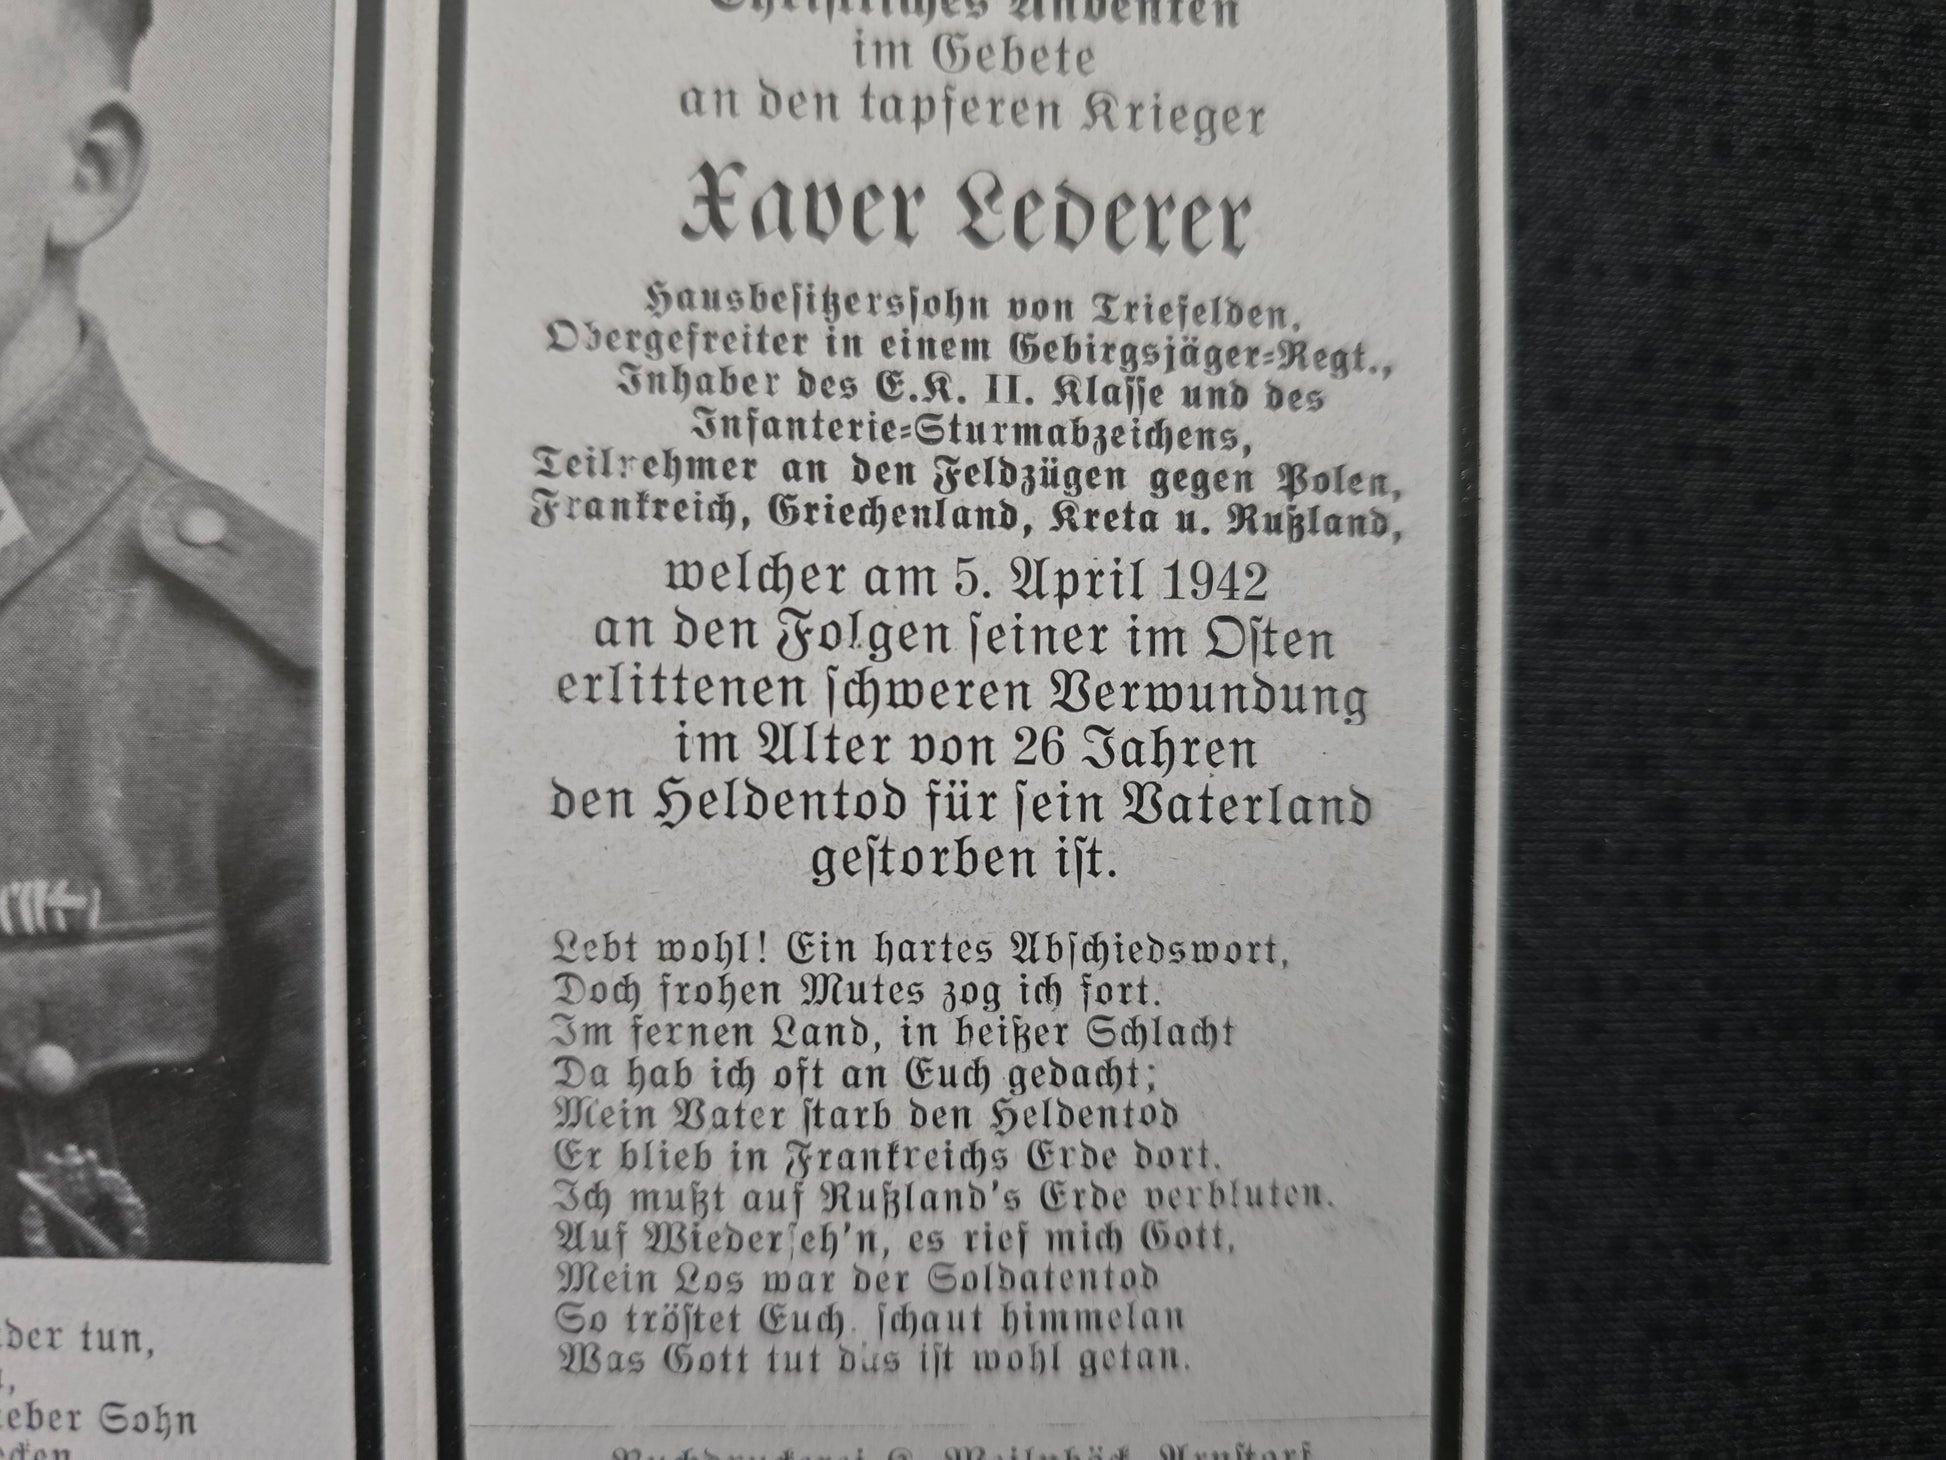 Christliches Andenken
im Gebete
an den tapferen Krieger
Xaver Lederer
Hausbesitzerssohn von Triefelden,
Obergefreiter in einem Gebirgsjäger-Regt.,
Inhaber des E.K. II. Klasse und des
Infanterie-Sturmabzeichens,
Teilnehmer an den Feldzügen gegen Polen,
Frankreich, Griechenland, Kreta u. Rußland,
welcher am 5. April 1942
an den Folgen seiner im Osten
erlittenen schweren Verwundung
im Alter von 26 Jahren
den Heldentod für sein Vaterland
gestorben ist.
Lebt wohl! Ein hartes Abschiedswort,
Doch frohen Mutes zog ich fort.
Im fernen Land, in heißer Schlacht
Da hab ich oft an Euch gedacht;
Mein Vater starb den Heldentod
Er blieb in Frankreichs Erde dort.
Ich mußt auf Rußland's Erde verbluten.
Auf Wiederseh'n, es rief mich Gott,
Mein Los war der Soldatentod
So tröstet Euch, schaut himmelan
Was Gott tut das ist wohl getan.
tun,
Sohn
Buchdruckerei Arnstorf